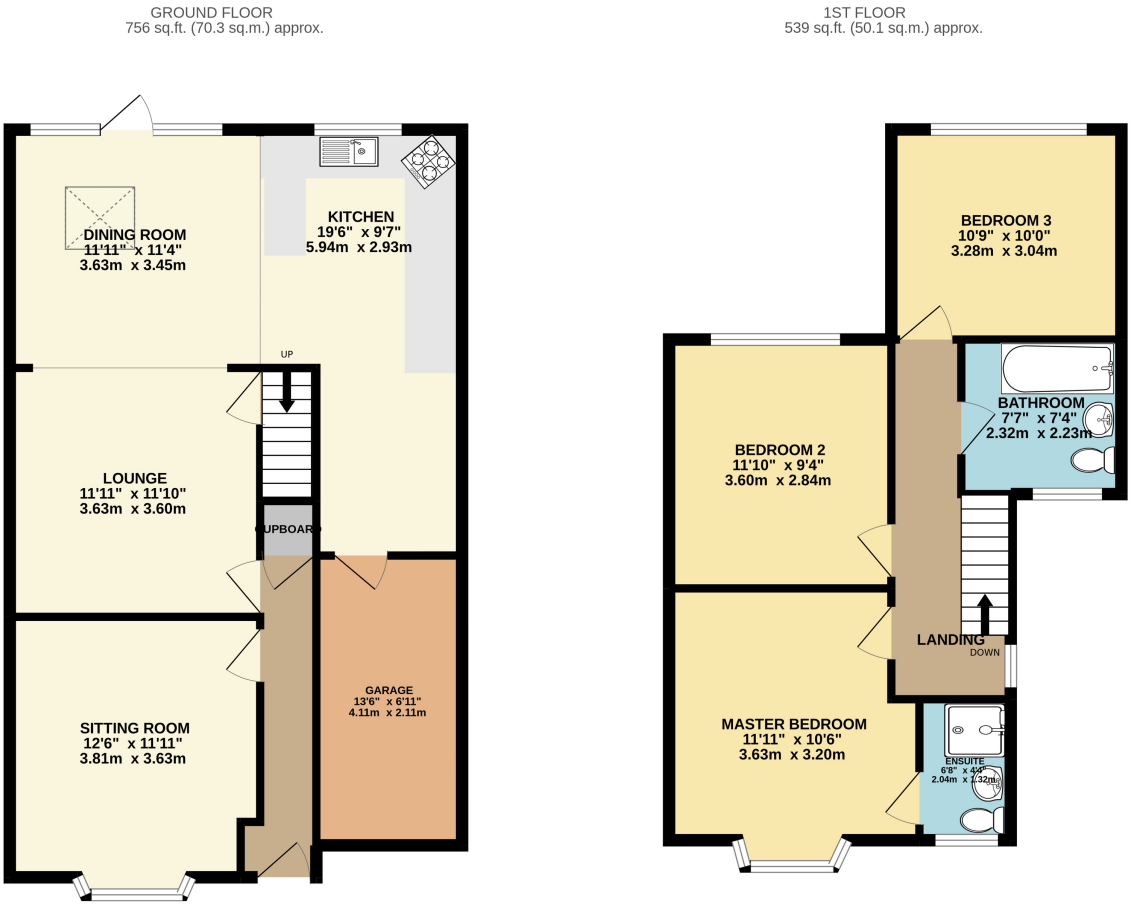 GROUND FLOOR
756 sq.ft. (70.3 sq.m.) approx.
1ST FLOOR
539 sq.ft. (50.1 sq.m.) approx.
DINING ROOM
11'11" x 11'4"
3.63m x 3.45m
KITCHEN
19'6" x 9'7"
5.94m x 2.93m
UP
LOUNGE
11'11" x 11'10"
3.63m x 3.60m
CUPBOARD
SITTING ROOM
12'6" x 11'11"
3.81m x 3.63m
GARAGE
13'6" x 6'11"
4.11m x 2.11m
BEDROOM 3
10'9" x 10'0"
3.28m x 3.04m
BEDROOM 2
11'10" x 9'4"
3.60m x 2.84m
BATHROOM
7'7" x 7'4"
2.32m x 2.23m
LANDING
DOWN
MASTER BEDROOM
11'11" x 10'6"
3.63m x 3.20m
ENSUITE
6'8" x 4'4"
2.04m x 1.32m